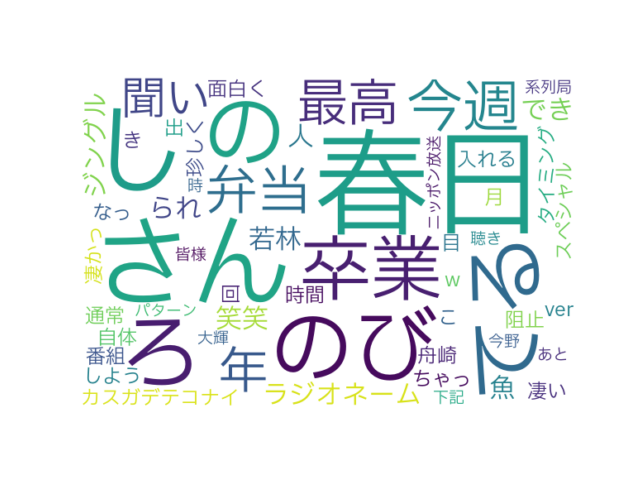 聞い
面白く
最高
今週
系列局
でき
ジングル
出
き
し
の
人
珍しく
時
弁当
春日
ニッポン放送
入れる
月
タイミング
スペシャル
なっ
られ
若林
目
聴き
凄かっ
さん
皆様
卒業
る
回
時間
w
ver
通常
パターン
笑笑
こ
阻止
自体
ろ
大輝
のび
今野
番組
年
舟崎
あと
しよう
ちゃっ
魚
凄い
カスガデテコナイ
ラジオネーム
下記